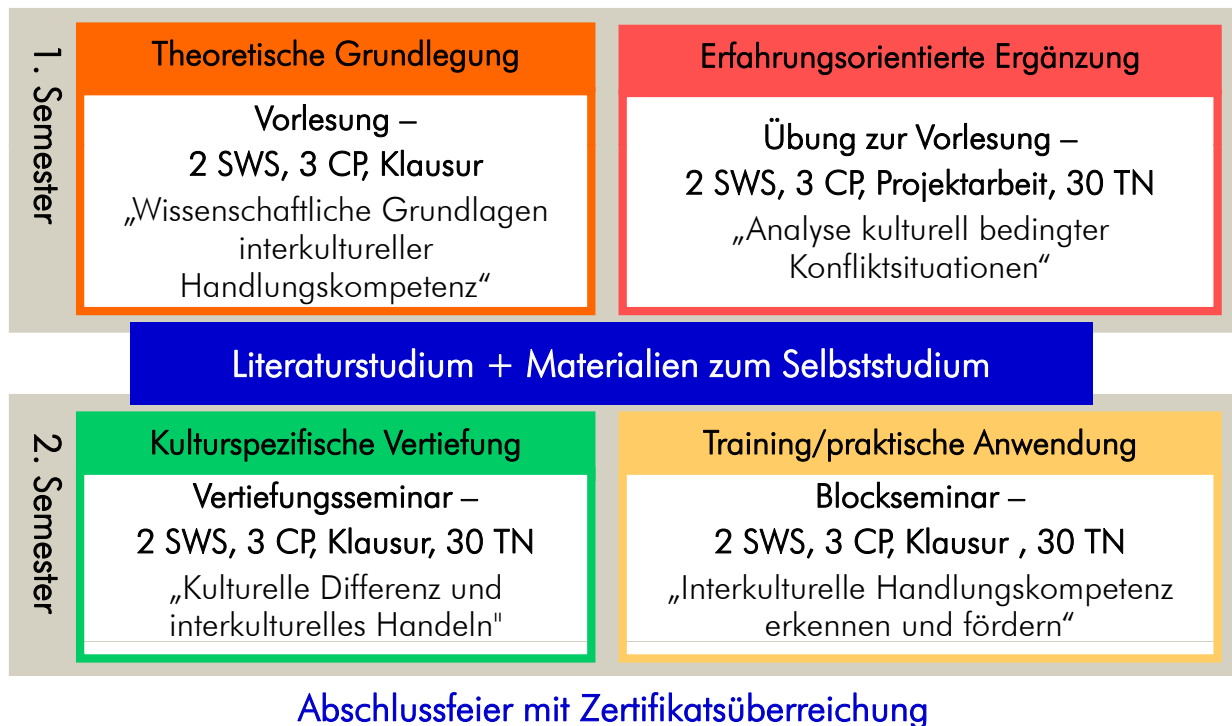 1. Semester
Theoretische Grundlegung
Vorlesung –
2 SWS, 3 CP, Klausur
„Wissenschaftliche Grundlagen
interkultureller
Handlungskompetenz“
Erfahrungsorientierte Ergänzung
Übung zur Vorlesung –
2 SWS, 3 CP, Projektarbeit, 30 TN
„Analyse kulturell bedingter
Konfliktsituationen“
Literaturstudium + Materialien zum Selbststudium
2. Semester
Kulturspezifische Vertiefung
Vertiefungsseminar –
2 SWS, 3 CP, Klausur, 30 TN
„Kulturelle Differenz und
interkulturelles Handeln"
Training/praktische Anwendung
Blockseminar –
2 SWS, 3 CP, Klausur , 30 TN
„Interkulturelle Handlungskompetenz
erkennen und fördern“
Abschlussfeier mit Zertifikatsüberreichung